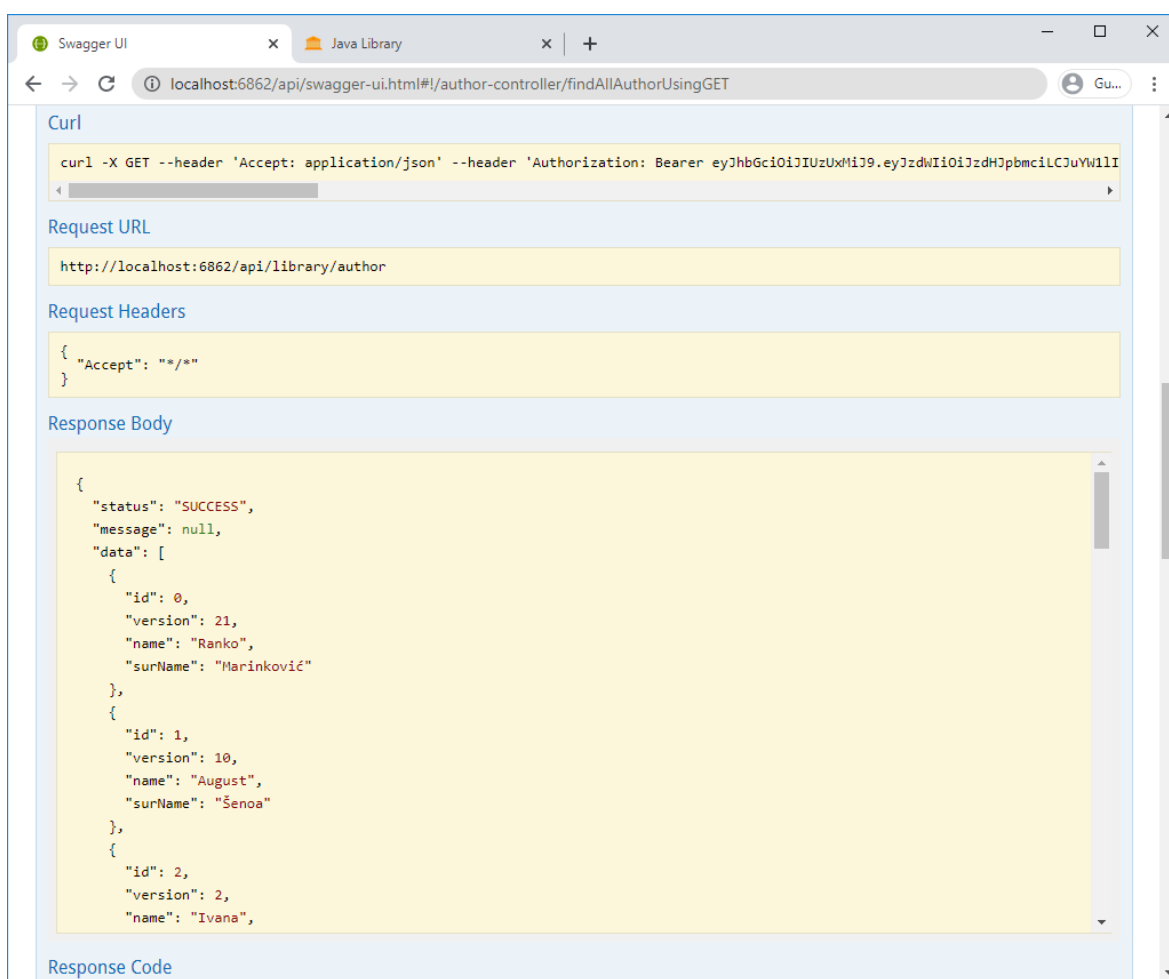 Swagger UI
Java Library
localhost:6862/api/swagger-ui.html#!/author-controller/findAllAuthorUsingGET
Gu...
Curl
curl -X GET --header 'Accept: application/json' --header 'Authorization: Bearer eyJhbGciOiJIUzUxMiJ9.eyJzdWIiOiJzdHJpbmciLCJuYW1lI
Request URL
http://localhost:6862/api/library/author
Request Headers
{
"Accept": "*/*"
}
Response Body
{
"status": "SUCCESS",
"message": null,
"data": [
{
"id": 0,
"version": 21,
"name": "Ranko",
"surName": "Marinković"
},
{
"id": 1,
"version": 10,
"name": "August",
"surName": "Šenoa"
},
{
"id": 2,
"version": 2,
"name": "Ivana",
Response Code